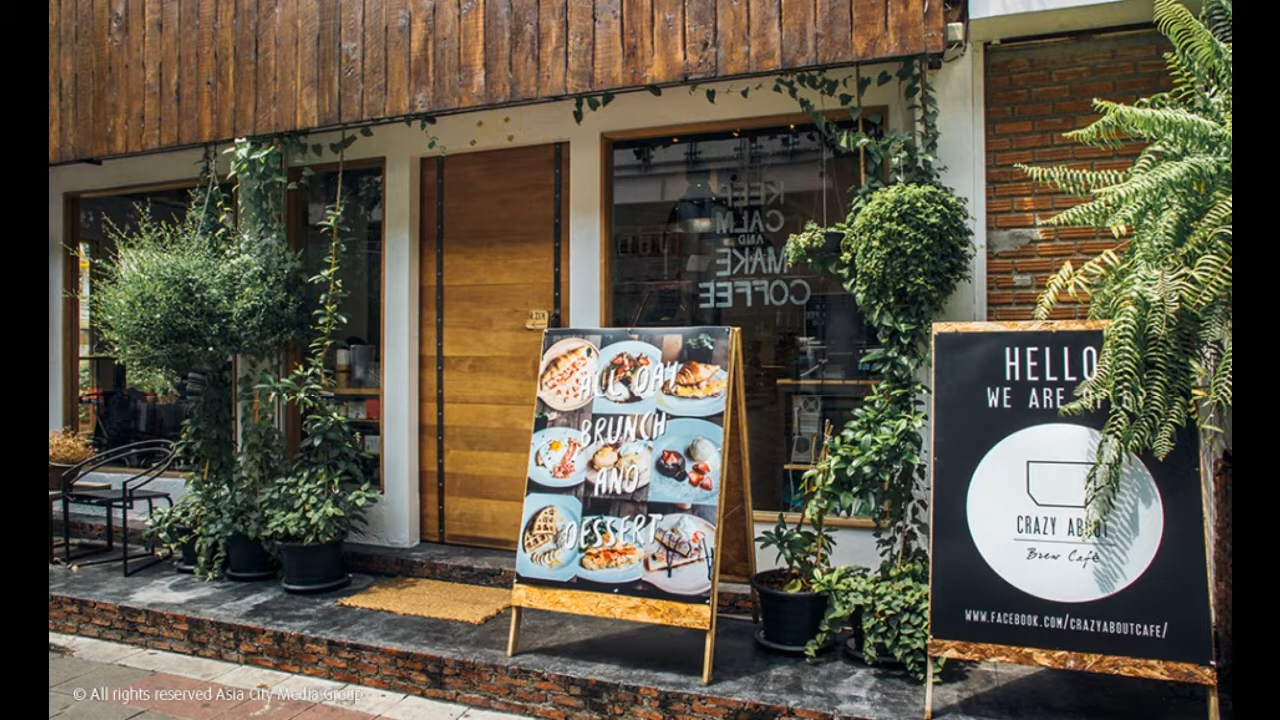 KEEP
CALM
AND
MAKE
COFFEE
ALL DAY
BRUNCH
AND
DESSERT
HELLO
WE ARE
CRAZY ABOUT
Brew Cafe
WWW.FACEBOOK.COM/CRAZYABOUTCAFE/
© All rights reserved Asia City Media Group